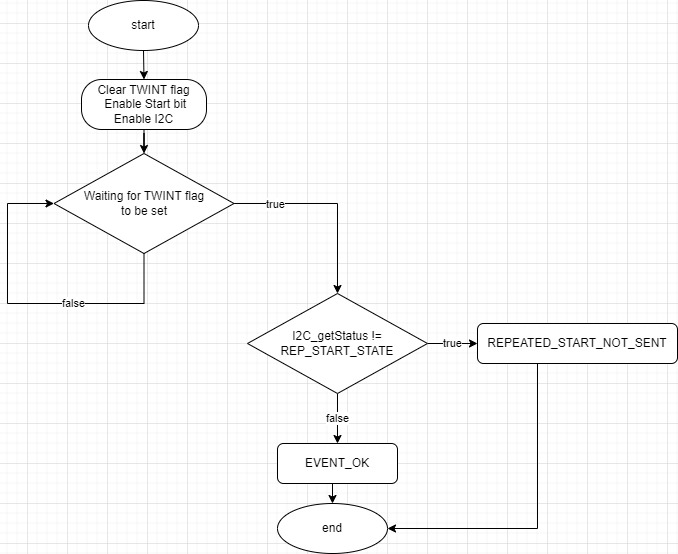 start
Clear TWINT flag
Enable Start bit
Enable I2C
Waiting for TWINT flag
to be set
true
false
I2C_getStatus !=
REP_START_STATE
true
REPEATED_START_NOT_SENT
false
EVENT_OK
end